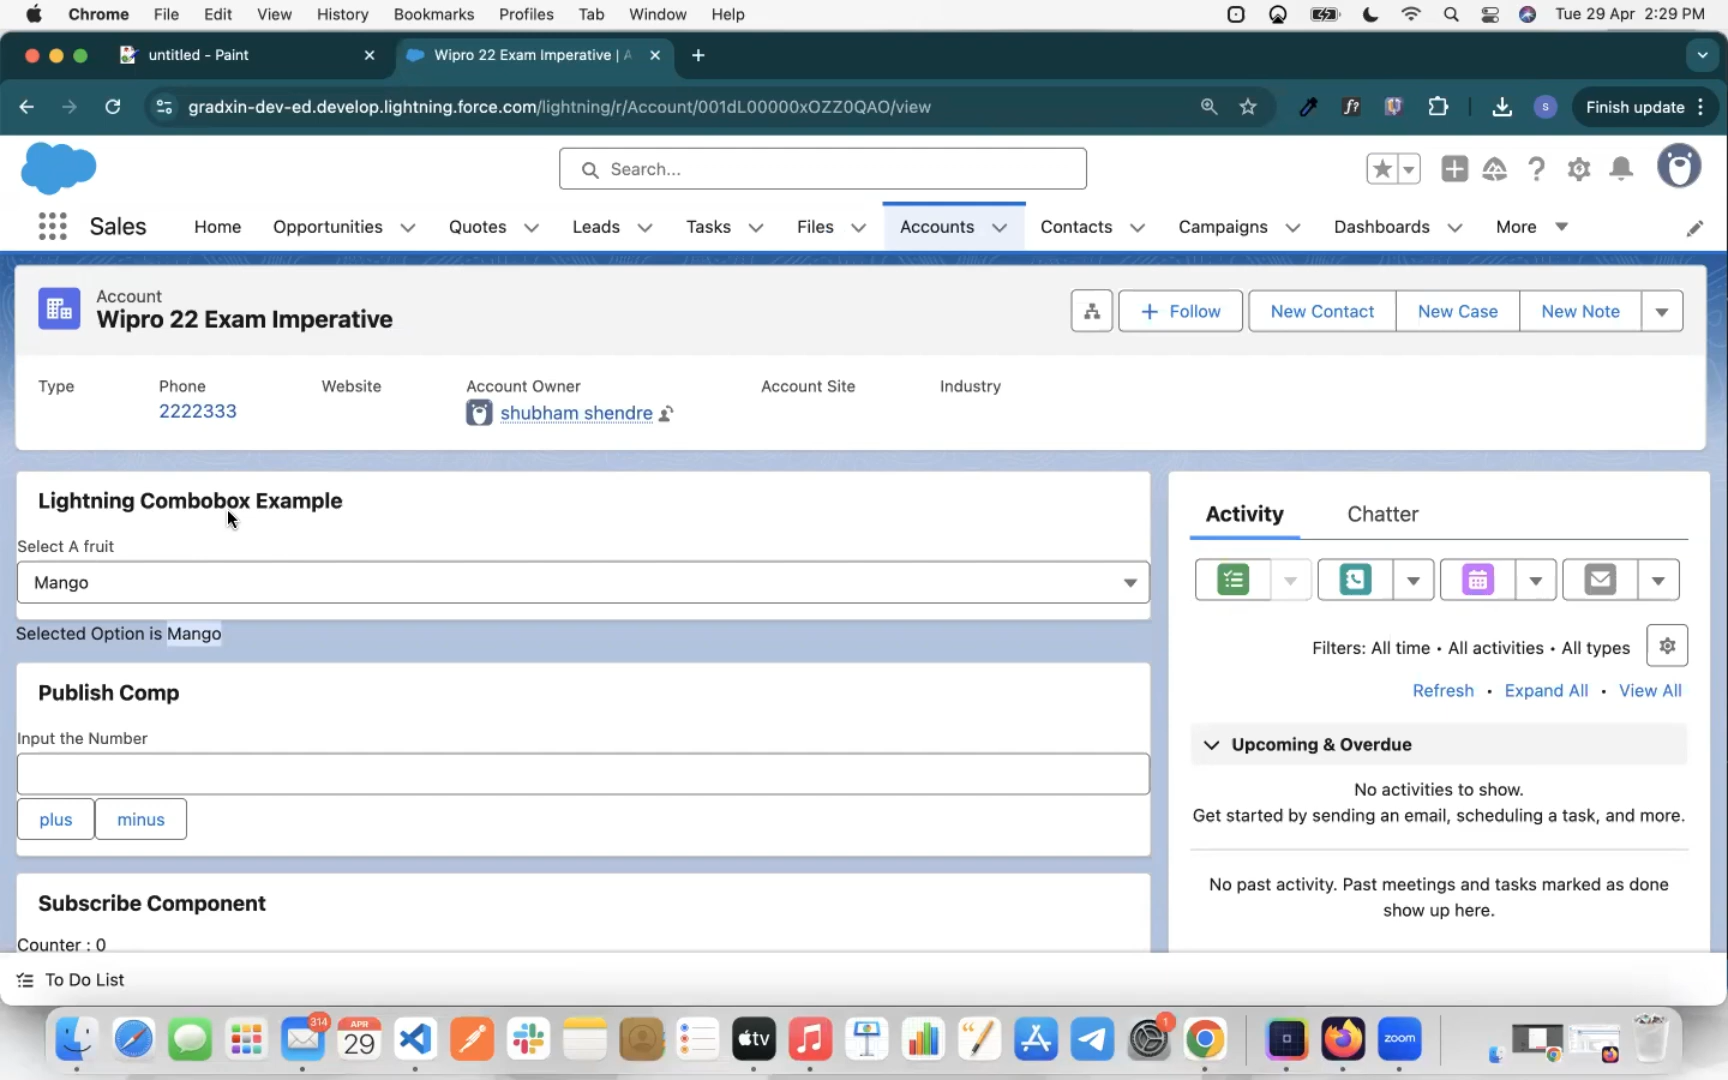 Chrome File Edit View History Bookmarks Profiles Tab Window Help Tue 29 Apr 2:29 PM
untitled - Paint Wipro 22 Exam Imperative | A
gradxin-dev-ed.develop.lightning.force.com/lightning/r/Account/001dL00000xOZZ0QAO/view f? s Finish update
Search...
Sales Home Opportunities Quotes Leads Tasks Files Accounts Contacts Campaigns Dashboards More
Account
Wipro 22 Exam Imperative
+ Follow New Contact New Case New Note
Type Phone Website Account Owner Account Site Industry
2222333 shubham shendre
Lightning Combobox Example
Select A fruit
Mango
Selected Option is Mango
Publish Comp
Input the Number
plus minus
Subscribe Component
Counter : 0
Activity Chatter
Filters: All time • All activities • All types
Refresh • Expand All • View All
Upcoming & Overdue
No activities to show.
Get started by sending an email, scheduling a task, and more.
No past activity. Past meetings and tasks marked as done
show up here.
To Do List
314 APR 29 tv 1 zoom